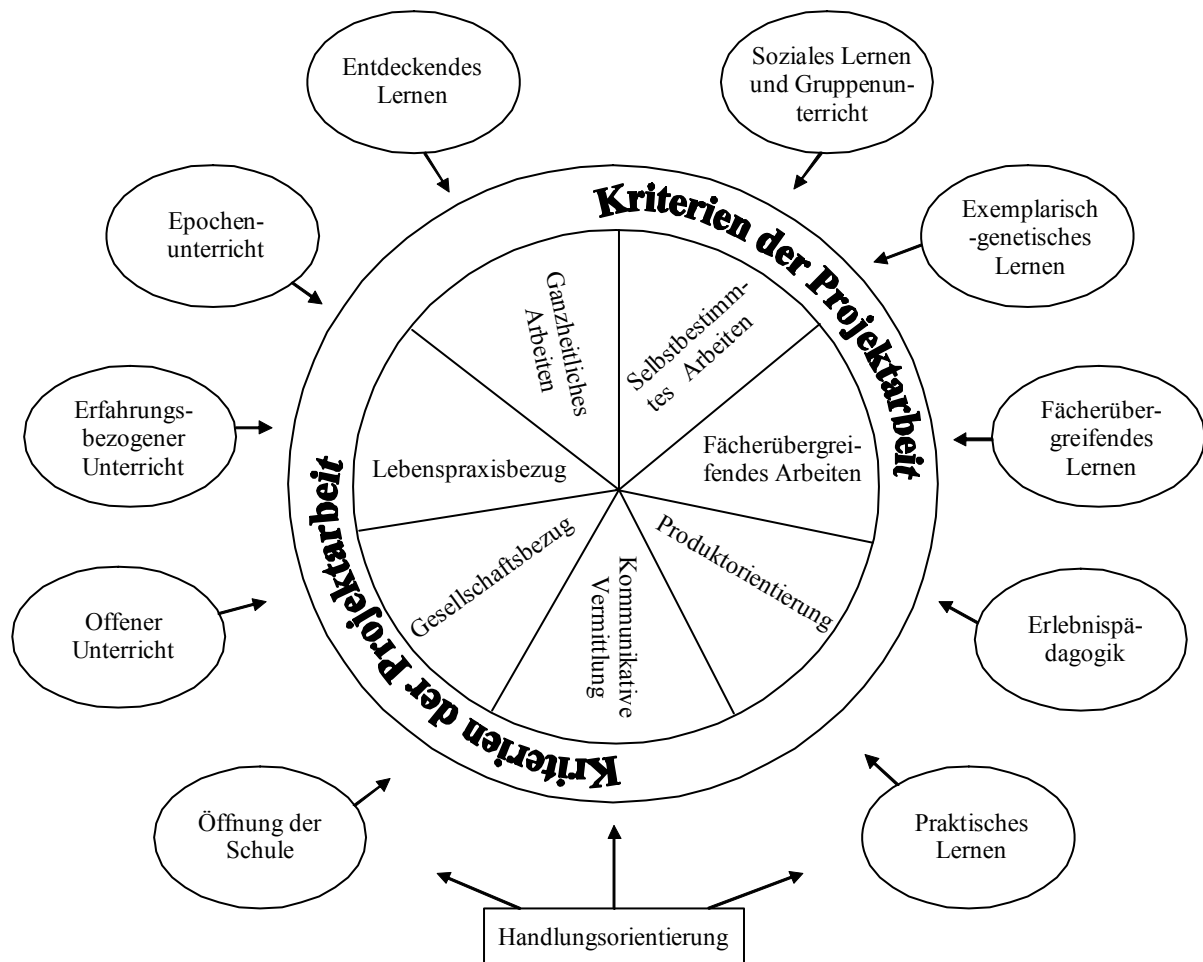 Entdeckendes
Lernen
Soziales Lernen
und Gruppenun-
terricht
Epochen-
unterricht
Exemplarisch
-genetisches
Lernen
Kriterien der Projektarbeit
Ganzheitliches
Arbeiten
Selbstbestimm-
tes Arbeiten
Erfahrungs-
bezogener
Unterricht
Lebenspraxisbezug
Fächerübergrei-
fendes Arbeiten
Fächerüber-
greifendes
Lernen
Gesellschaftsbezug
Kommunikative
Vermittlung
Produktorientierung
Kriterien der Projektarbeit
Offener
Unterricht
Erlebnispä-
dagogik
Öffnung der
Schule
Praktisches
Lernen
Handlungsorientierung